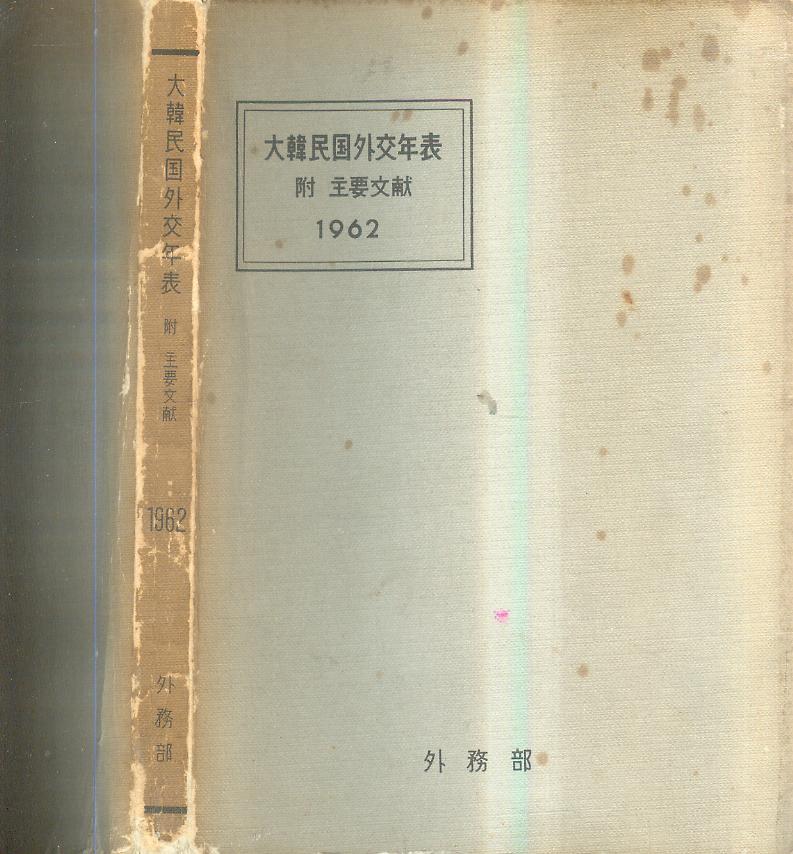 大韓民国外交年表
附 主要文献
1962
外務部
大韓民国外交年表 附 主要文献 1962 外務部